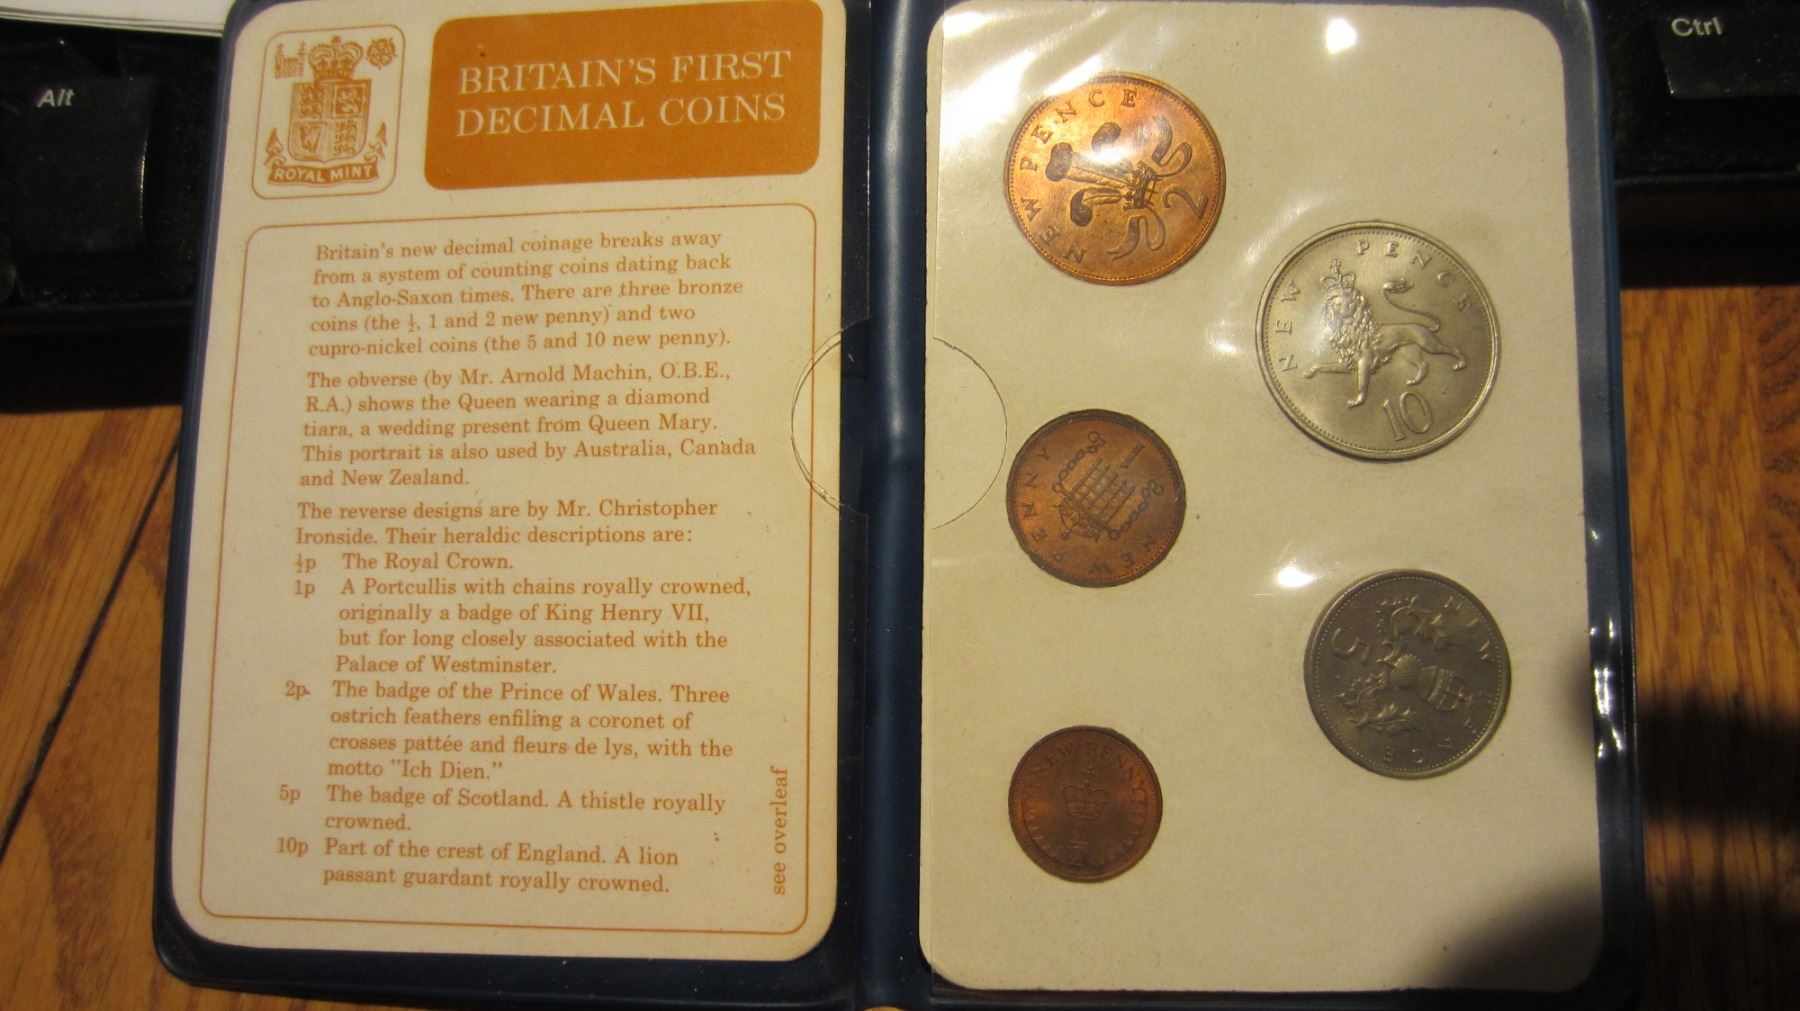 Alt
Ctrl
ROYAL MINT
BRITAIN'S FIRST
DECIMAL COINS
Britain's new decimal coinage breaks away
from a system of counting coins dating back
to Anglo-Saxon times. There are three bronze
coins (the ½, 1 and 2 new penny) and two
cupro-nickel coins (the 5 and 10 new penny).
The obverse (by Mr. Arnold Machin, O.B.E.,
R.A.) shows the Queen wearing a diamond
tiara, a wedding present from Queen Mary.
This portrait is also used by Australia, Canada
and New Zealand.
The reverse designs are by Mr. Christopher
Ironside. Their heraldic descriptions are:
½p The Royal Crown.
1p A Portcullis with chains royally crowned,
originally a badge of King Henry VII,
but for long closely associated with the
Palace of Westminster.
2p. The badge of the Prince of Wales. Three
ostrich feathers enfiling a coronet of
crosses pattée and fleurs de lys, with the
motto "Ich Dien."
5p The badge of Scotland. A thistle royally
crowned.
10p Part of the crest of England. A lion
passant guardant royally crowned.
see overleaf
NEW PENCE
2
NEW PENCE
10
NEW PENNY
1
NEW PENCE
5
NEW PENNY
½